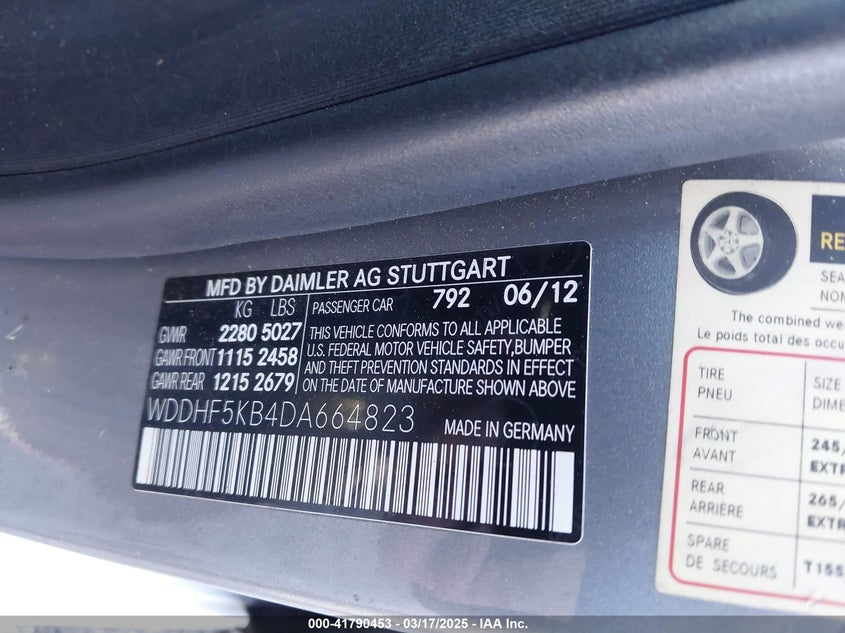 MFD BY DAIMLER AG STUTTGART
KG LBS PASSENGER CAR 792 06/12
GVWR 2280 5027
GAWR FRONT 1115 2458
GAWR REAR 1215 2679
THIS VEHICLE CONFORMS TO ALL APPLICABLE
U.S. FEDERAL MOTOR VEHICLE SAFETY,BUMPER
AND THEFT PREVENTION STANDARDS IN EFFECT
ON THE DATE OF MANUFACTURE SHOWN ABOVE
WDDHF5KB4DA664823 MADE IN GERMANY
The combined
Le poids total des
TIRE
PNEU
SIZE
FRONT
AVANT
245/
REAR
ARRIÈRE
265/
SPARE
DE SECOURS
T155
000-41790453 - 03/17/2025 - IAA Inc.